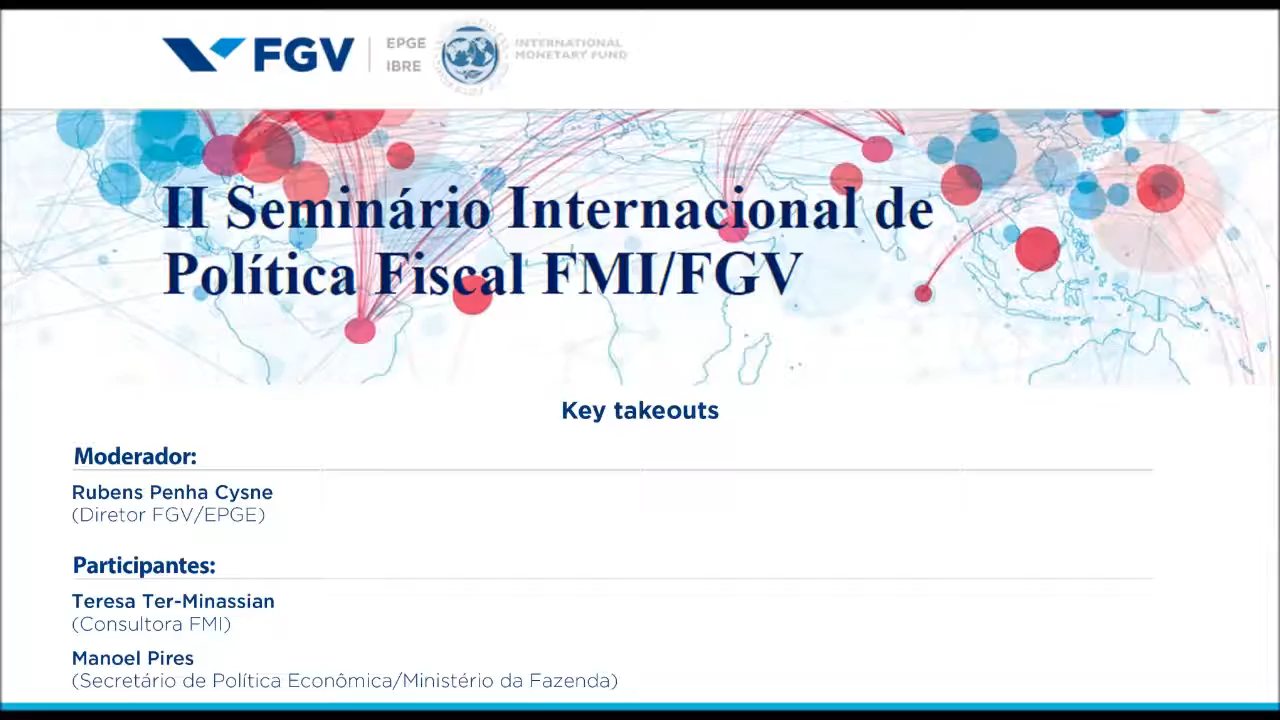 FGV
EPGE
IBRE
INTERNATIONAL
MONETARY FUND
II Seminário Internacional de
Política Fiscal FMI/FGV
Key takeouts
Moderador:
Rubens Penha Cysne
(Diretor FGV/EPGE)
Participantes:
Teresa Ter-Minassian
(Consultora FMI)
Manoel Pires
(Secretário de Política Econômica/Ministério da Fazenda)